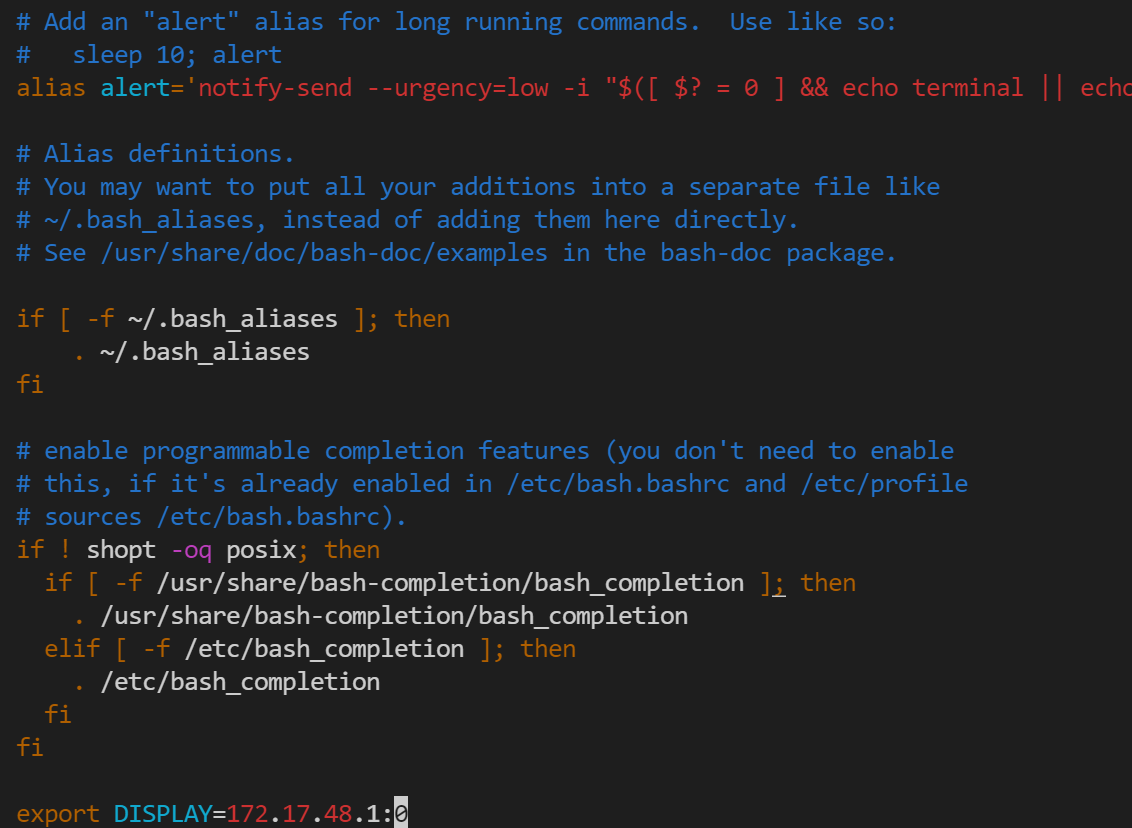 # Add an "alert" alias for long running commands.  Use like so:
#   sleep 10; alert
alias alert='notify-send --urgency=low -i "$([ $? = 0 ] && echo terminal || echo
# Alias definitions.
# You may want to put all your additions into a separate file like
# ~/.bash_aliases, instead of adding them here directly.
# See /usr/share/doc/bash-doc/examples in the bash-doc package.
if [ -f ~/.bash_aliases ]; then
    . ~/.bash_aliases
fi
# enable programmable completion features (you don't need to enable
# this, if it's already enabled in /etc/bash.bashrc and /etc/profile
# sources /etc/bash.bashrc).
if ! shopt -oq posix; then
  if [ -f /usr/share/bash-completion/bash_completion ]; then
    . /usr/share/bash-completion/bash_completion
  elif [ -f /etc/bash_completion ]; then
    . /etc/bash_completion
  fi
fi
export DISPLAY=172.17.48.1:0